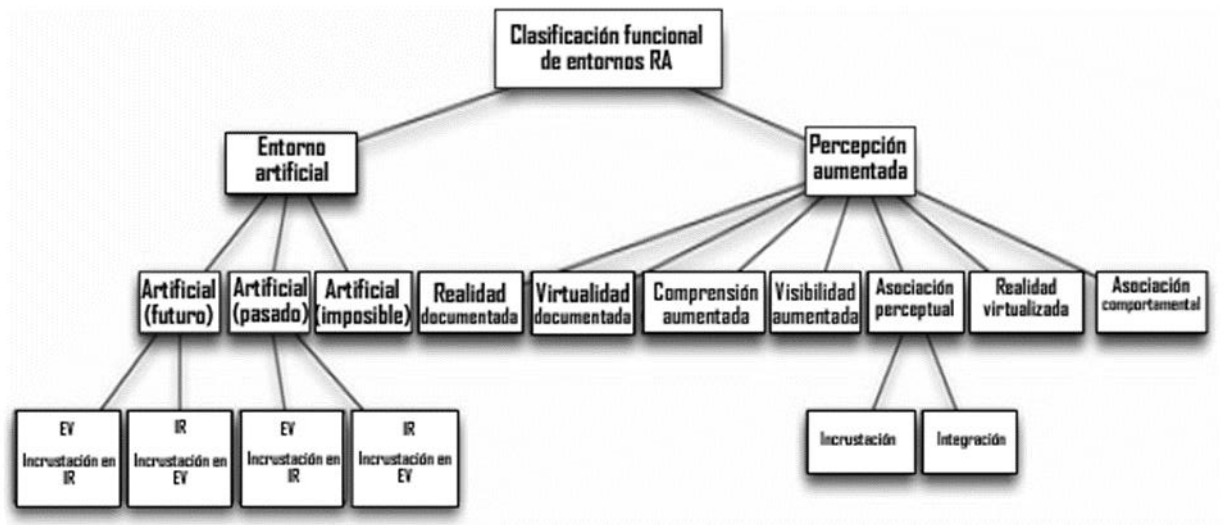 Clasificación funcional
de entornos RA
Entorno
artificial
Percepción
aumentada
Artificial
(futuro)
Artificial
(pasado)
Artificial
(imposible)
Realidad
documentada
Virtualidad
documentada
Comprensión
aumentada
Visibilidad
aumentada
Asociación
perceptual
Realidad
virtualizada
Asociación
comportamental
EV
Incrustación en
IR
IR
Incrustación en
EV
EV
Incrustación en
IR
IR
Incrustación en
EV
Incrustación
Integración